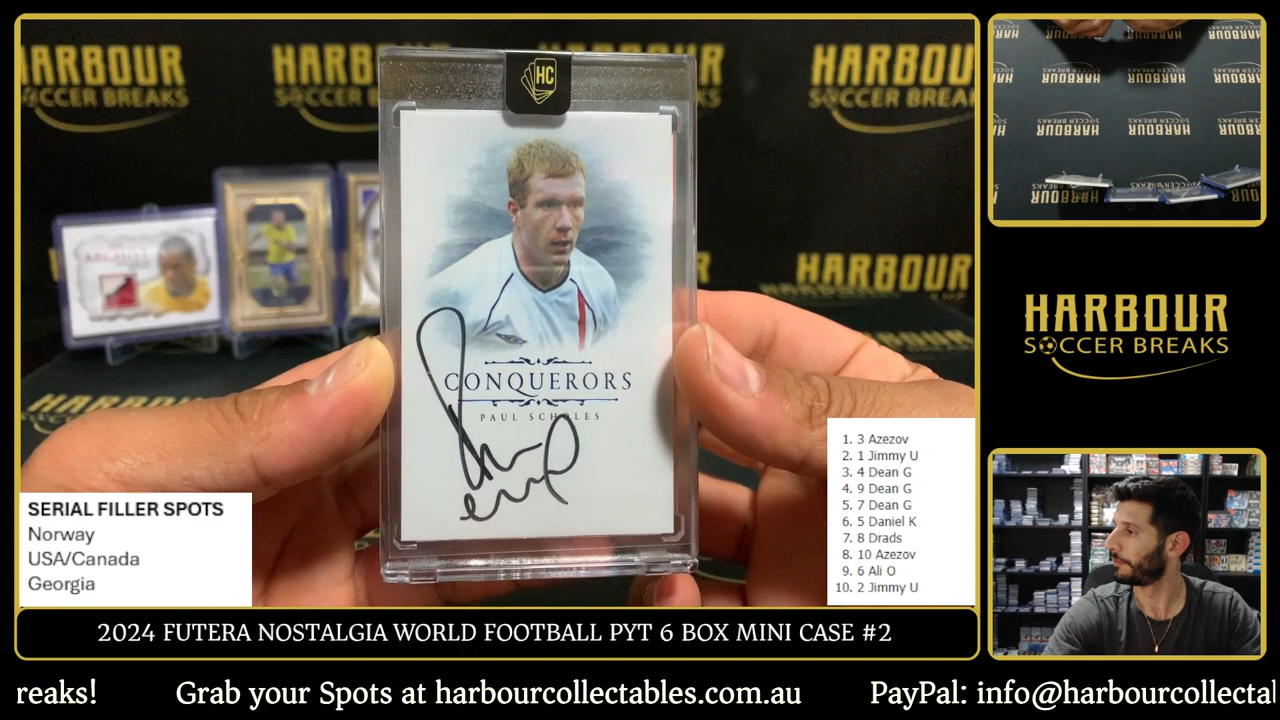 HARBOUR
SOCCER BREAKS
HARBOUR
SOCCER BREAKS
HARBOUR
SOCCER BREAKS
HARBOUR
HC
CONQUERORS
PAUL SCHOLES
SERIAL FILLER SPOTS
Norway
USA/Canada
Georgia
1. 3 Azezov
2. 1 Jimmy U
3. 4 Dean G
4. 9 Dean G
5. 7 Dean G
6. 5 Daniel K
7. 8 Drads
8. 10 Azezov
9. 6 Ali O
10. 2 Jimmy U
HARBOUR
SOCCER BREAKS
2024 FUTERA NOSTALGIA WORLD FOOTBALL PYT 6 BOX MINI CASE #2
reaks! Grab your Spots at harbourcollectables.com.au PayPal: info@harbourcollectal